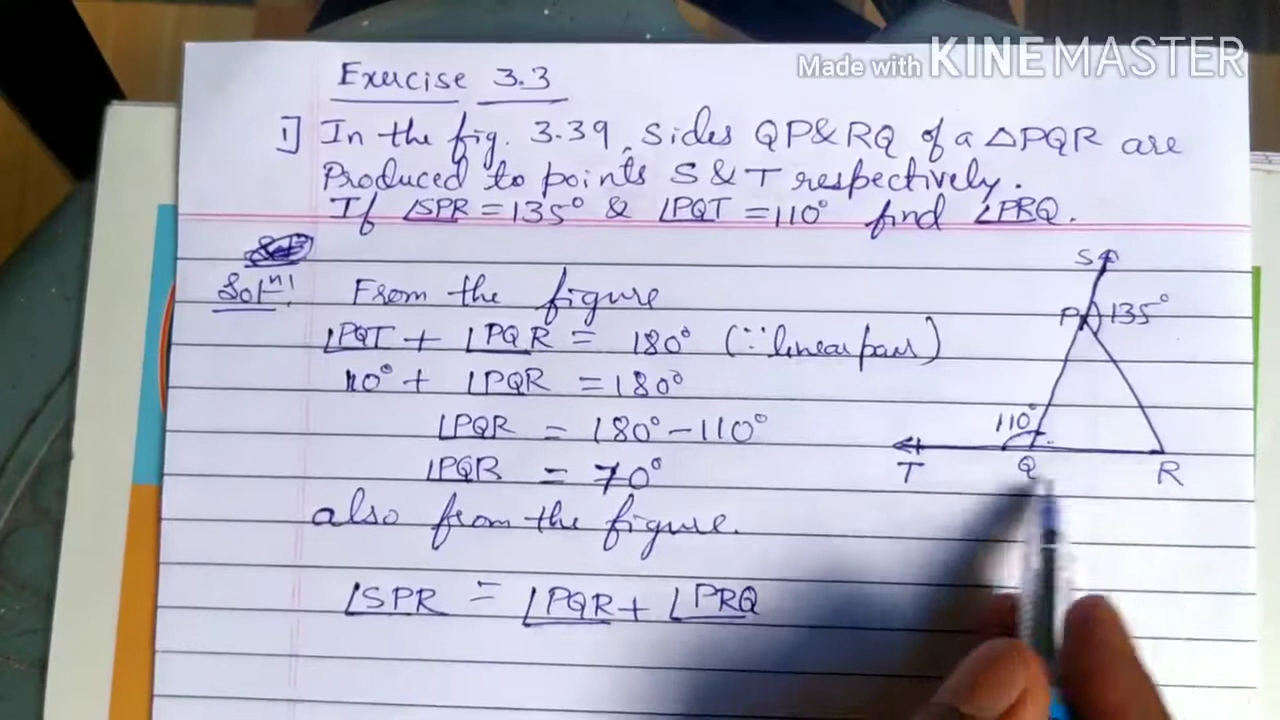 Made with KINEMASTER
Exercise 3.3
1] In the fig. 3.39, sides QP&RQ of a △PQR are
Produced to points S & T respectively.
If ∠SPR = 135° & ∠PQT = 110° find ∠PRQ.
Solⁿ! From the figure
∠PQT + ∠PQR = 180° (∵ linear pair)
110° + ∠PQR = 180°
∠PQR = 180° - 110°
∠PQR = 70°
also from the figure.
∠SPR = ∠PQR + ∠PRQ
S
P 135°
110°
T Q R